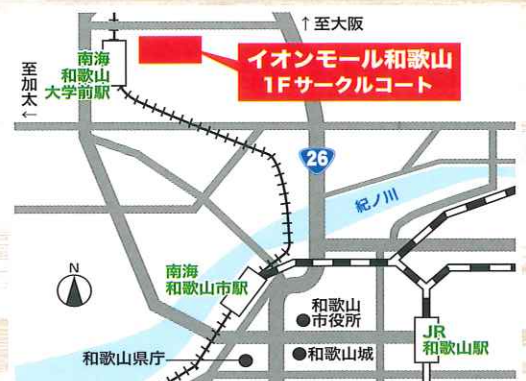 ↑至大阪
南海
和歌山
大学前駅
イオンモール和歌山
1Fサークルコート
至加太←
26
紀ノ川
N
南海
和歌山市駅
和歌山
市役所
JR
和歌山駅
和歌山県庁
和歌山城